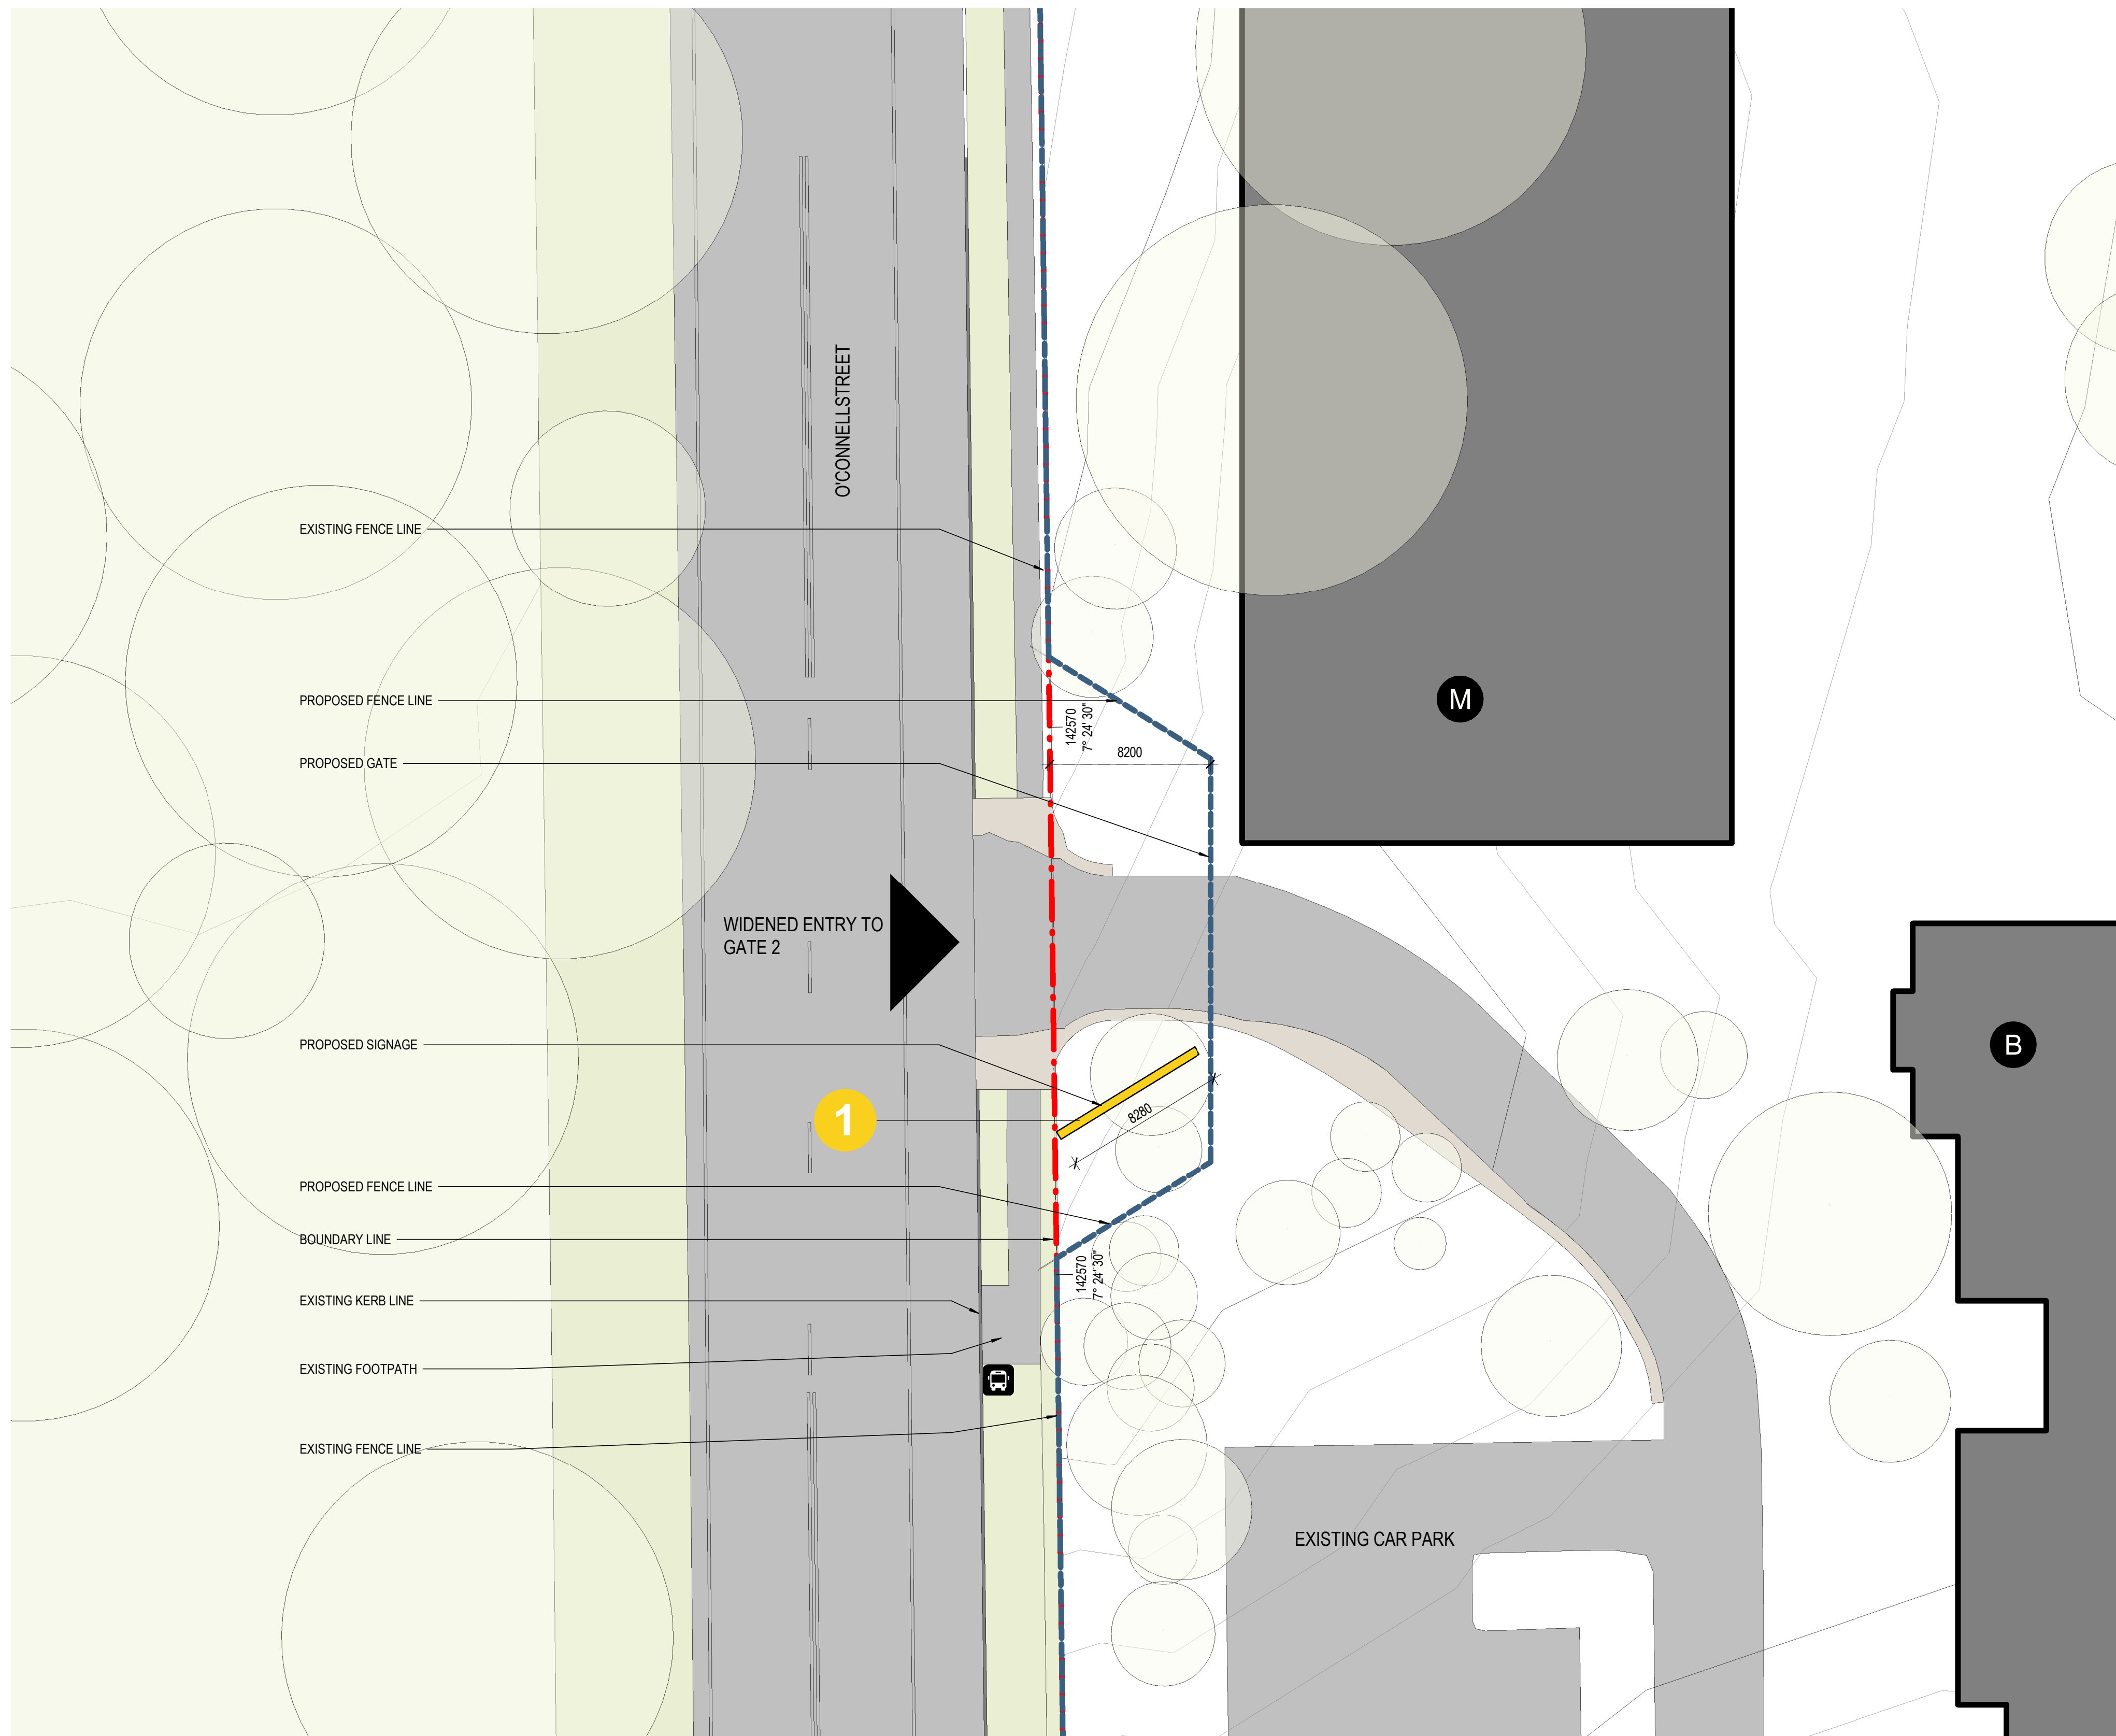 O'CONNELLSTREET
EXISTING FENCE LINE
PROPOSED FENCE LINE
M
142570
7° 24' 30"
8200
PROPOSED GATE
WIDENED ENTRY TO
GATE 2
PROPOSED SIGNAGE
B
1
8280
PROPOSED FENCE LINE
BOUNDARY LINE
142570
7° 24' 30"
EXISTING KERB LINE
EXISTING FOOTPATH
EXISTING FENCE LINE
EXISTING CAR PARK